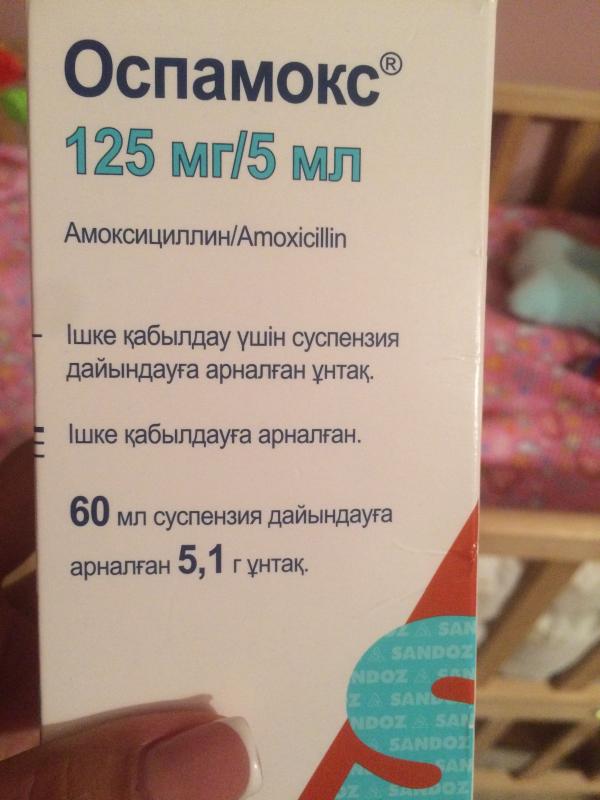 Оспамокс®
125 мг/5 мл
Амоксициллин/Amoxicillin
Ішке қабылдау үшін суспензия
дайындауға арналған ұнтақ.
Ішке қабылдауға арналған.
60 мл суспензия дайындауға
арналған 5,1 г ұнтақ.
SANDOZ